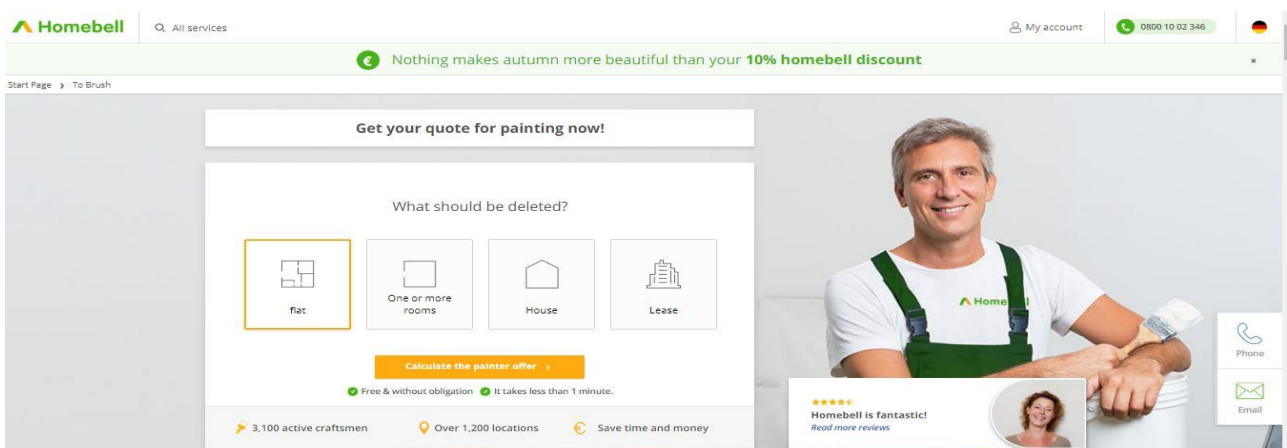 Homebell
All services
My account
0800 10 02 346
€ Nothing makes autumn more beautiful than your 10% homebell discount ×
Start Page > To Brush
Get your quote for painting now!
What should be deleted?
flat
One or more
rooms
House
Lease
Calculate the painter offer >
Free & without obligation It takes less than 1 minute.
3,100 active craftsmen
Over 1,200 locations
€ Save time and money
Home l
Homebell is fantastic!
Read more reviews
Phone
Email